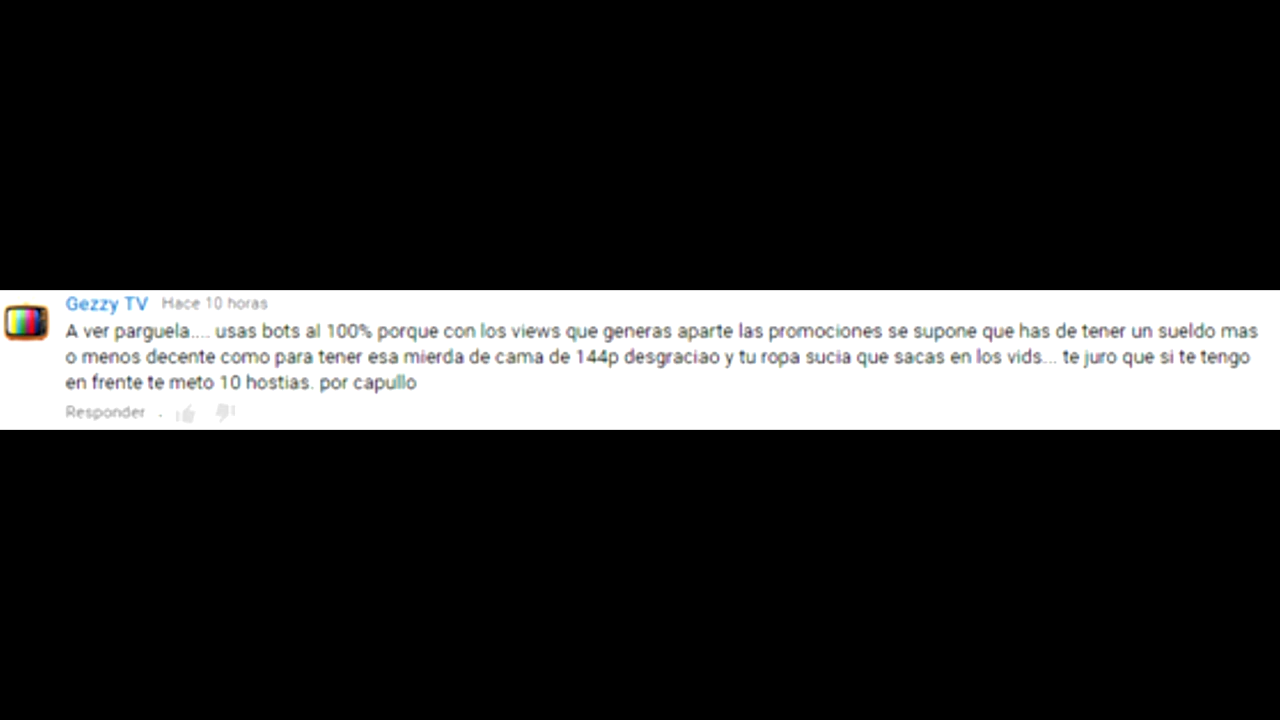 Gezzy TV Hace 10 horas
A ver parguela.... usas bots al 100% porque con los views que generas aparte las promociones se supone que has de tener un sueldo mas
o menos decente como para tener esa mierda de cama de 144p desgraciao y tu ropa sucia que sacas en los vids... te juro que si te tengo
en frente te meto 10 hostias. por capullo
Responder .